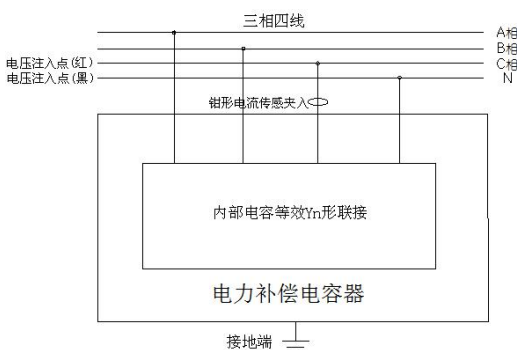 三相四线
A相
B相
电压注入点(红)
C相
电压注入点(黑)
N
钳形电流传感夹入
内部电容等效Yn形联接
电力补偿电容器
接地端